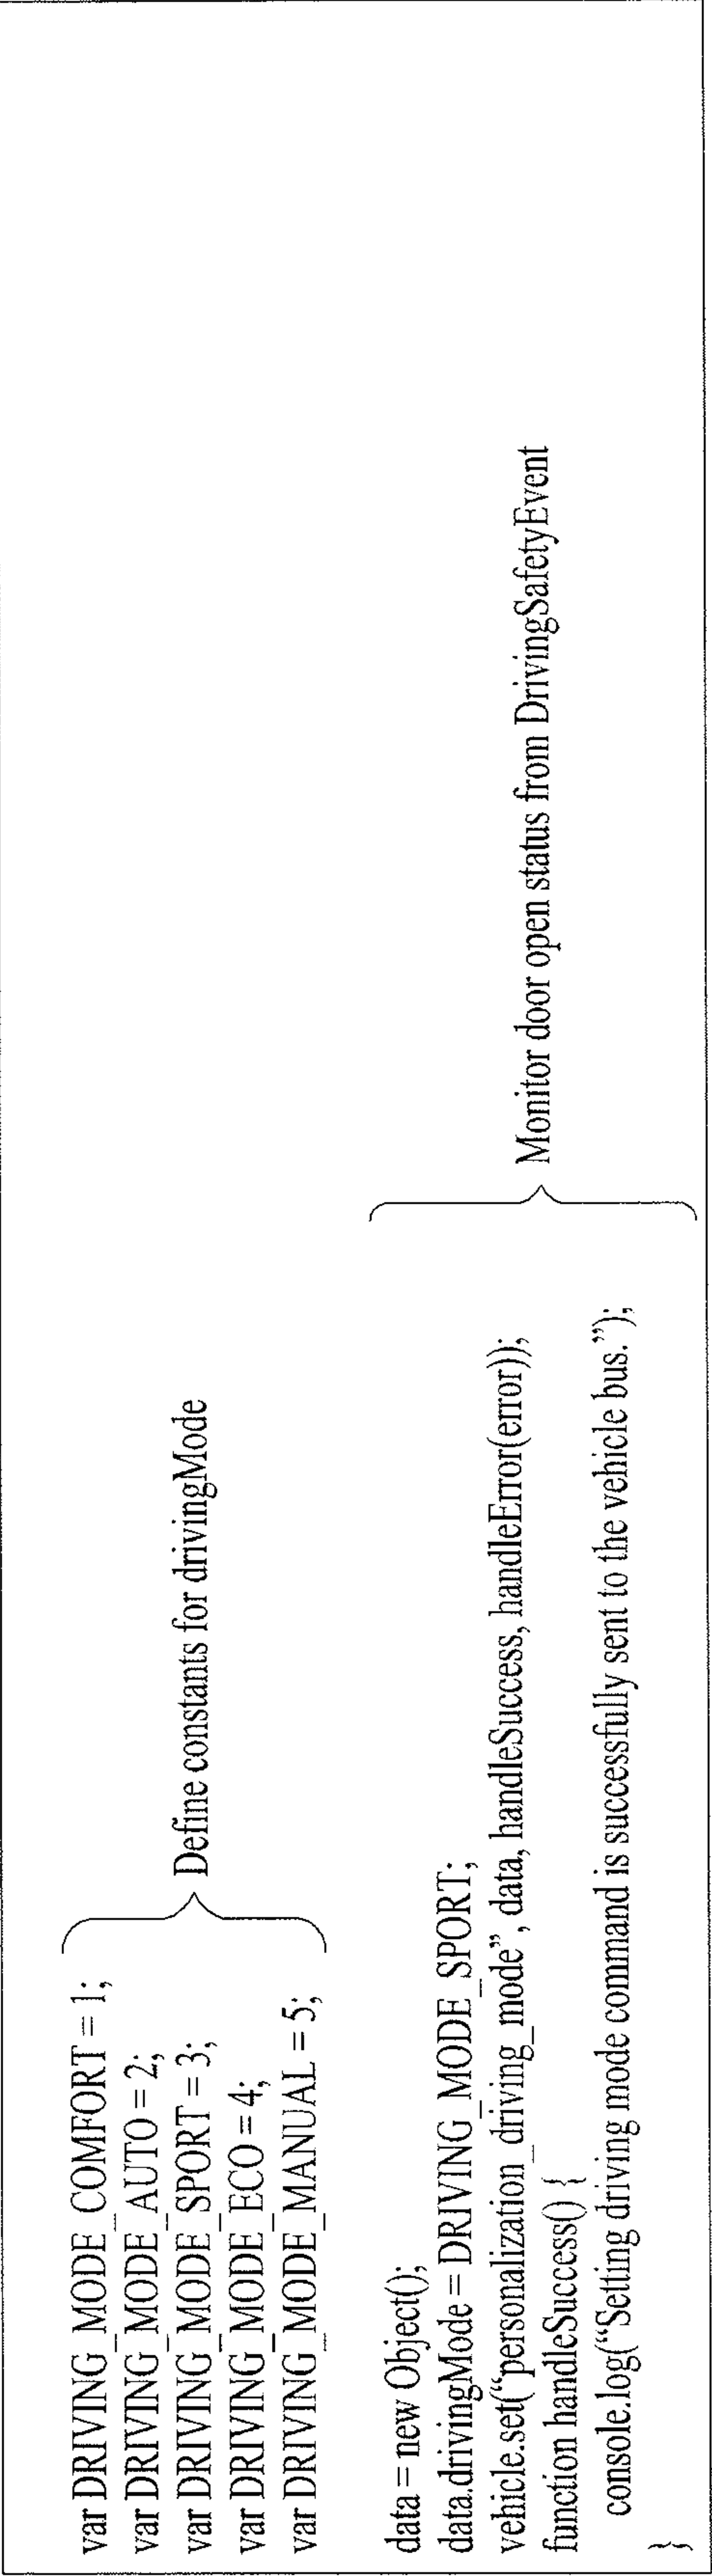 var DRIVING_MODE_COMFORT = 1;
var DRIVING_MODE_AUTO = 2;
var DRIVING_MODE_SPORT = 3;
var DRIVING_MODE_ECO = 4;
var DRIVING_MODE_MANUAL = 5;
Define constants for drivingMode
data = new Object();
data.drivingMode = DRIVING_MODE_SPORT;
vehicle.set(“personalization_driving_mode”, data, handleSuccess, handleError(error));
function handleSuccess() {
console.log(“Setting driving mode command is successfully sent to the vehicle bus.”);
}
Monitor door open status from DrivingSafetyEvent